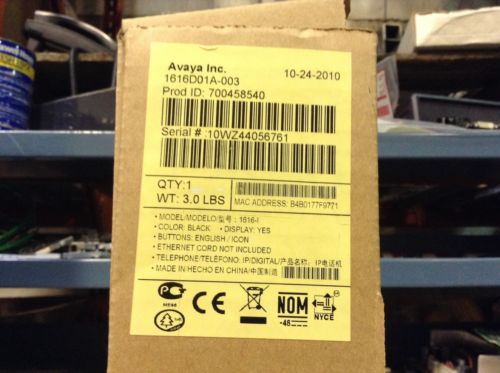 Avaya Inc. 10-24-2010
1616D01A-003
Prod ID: 700458540
Serial # :10WZ44056761
QTY:1
WT: 3.0 LBS
MAC ADDRESS: B4B0177F9771
• MODEL/MODELO/型号 : 1616-I
• COLOR: BLACK • DISPLAY: YES
• BUTTONS: ENGLISH / ICON
• ETHERNET CORD NOT INCLUDED
• TELEPHONE/TELÉFONO: IP/DIGITAL/产品名称: IP电话机
• MADE IN/HECHO EN CHINA/中国制造
ME96
CE
NOM
-48-
NYCE